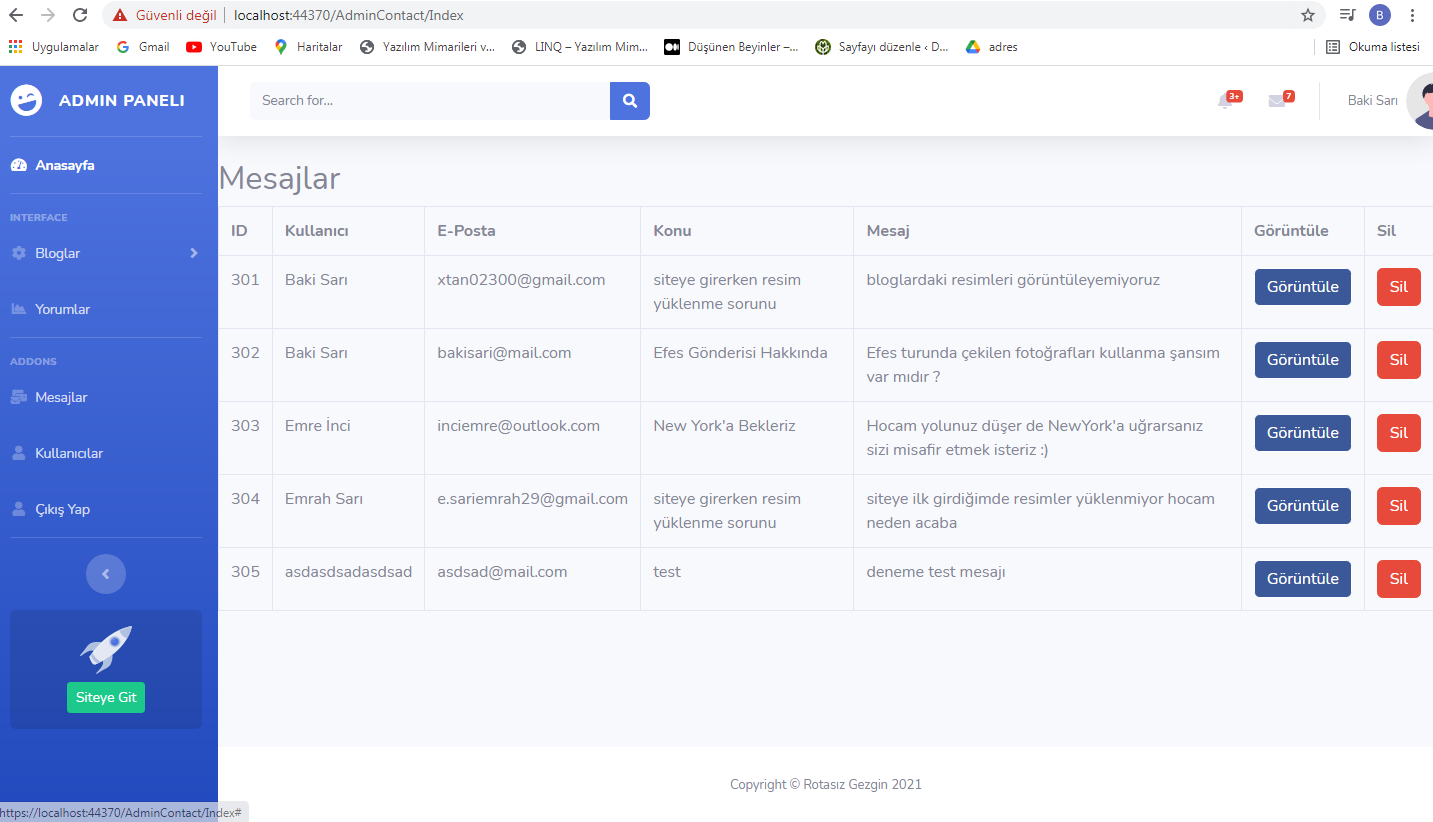 Güvenli değil
localhost:44370/AdminContact/Index
B
Uygulamalar Gmail YouTube Haritalar Yazılım Mimarileri v... LINQ – Yazılım Mim... Düşünen Beyinler –... Sayfayı düzenle ‹ D... adres Okuma listesi
ADMIN PANELI
Search for...
3+ 7 Baki Sarı
Anasayfa
INTERFACE
Bloglar
Yorumlar
ADDONS
Mesajlar
Kullanıcılar
Çıkış Yap
Siteye Git
Mesajlar
ID Kullanıcı E-Posta Konu Mesaj Görüntüle Sil
301 Baki Sarı xtan02300@gmail.com siteye girerken resim bloglardaki resimleri görüntüleyemiyoruz Görüntüle Sil
yüklenme sorunu
302 Baki Sarı bakisari@mail.com Efes Gönderisi Hakkında Efes turunda çekilen fotoğrafları kullanma şansım Görüntüle Sil
var mıdır ?
303 Emre İnci inciemre@outlook.com New York'a Bekleriz Hocam yolunuz düşer de NewYork'a uğrarsanız Görüntüle Sil
sizi misafir etmek isteriz :)
304 Emrah Sarı e.sariemrah29@gmail.com siteye girerken resim siteye ilk girdiğimde resimler yüklenmiyor hocam Görüntüle Sil
yüklenme sorunu neden acaba
305 asdasdsadasdsad asdsad@mail.com test deneme test mesajı Görüntüle Sil
Copyright © Rotasız Gezgin 2021
https://localhost:44370/AdminContact/Index#